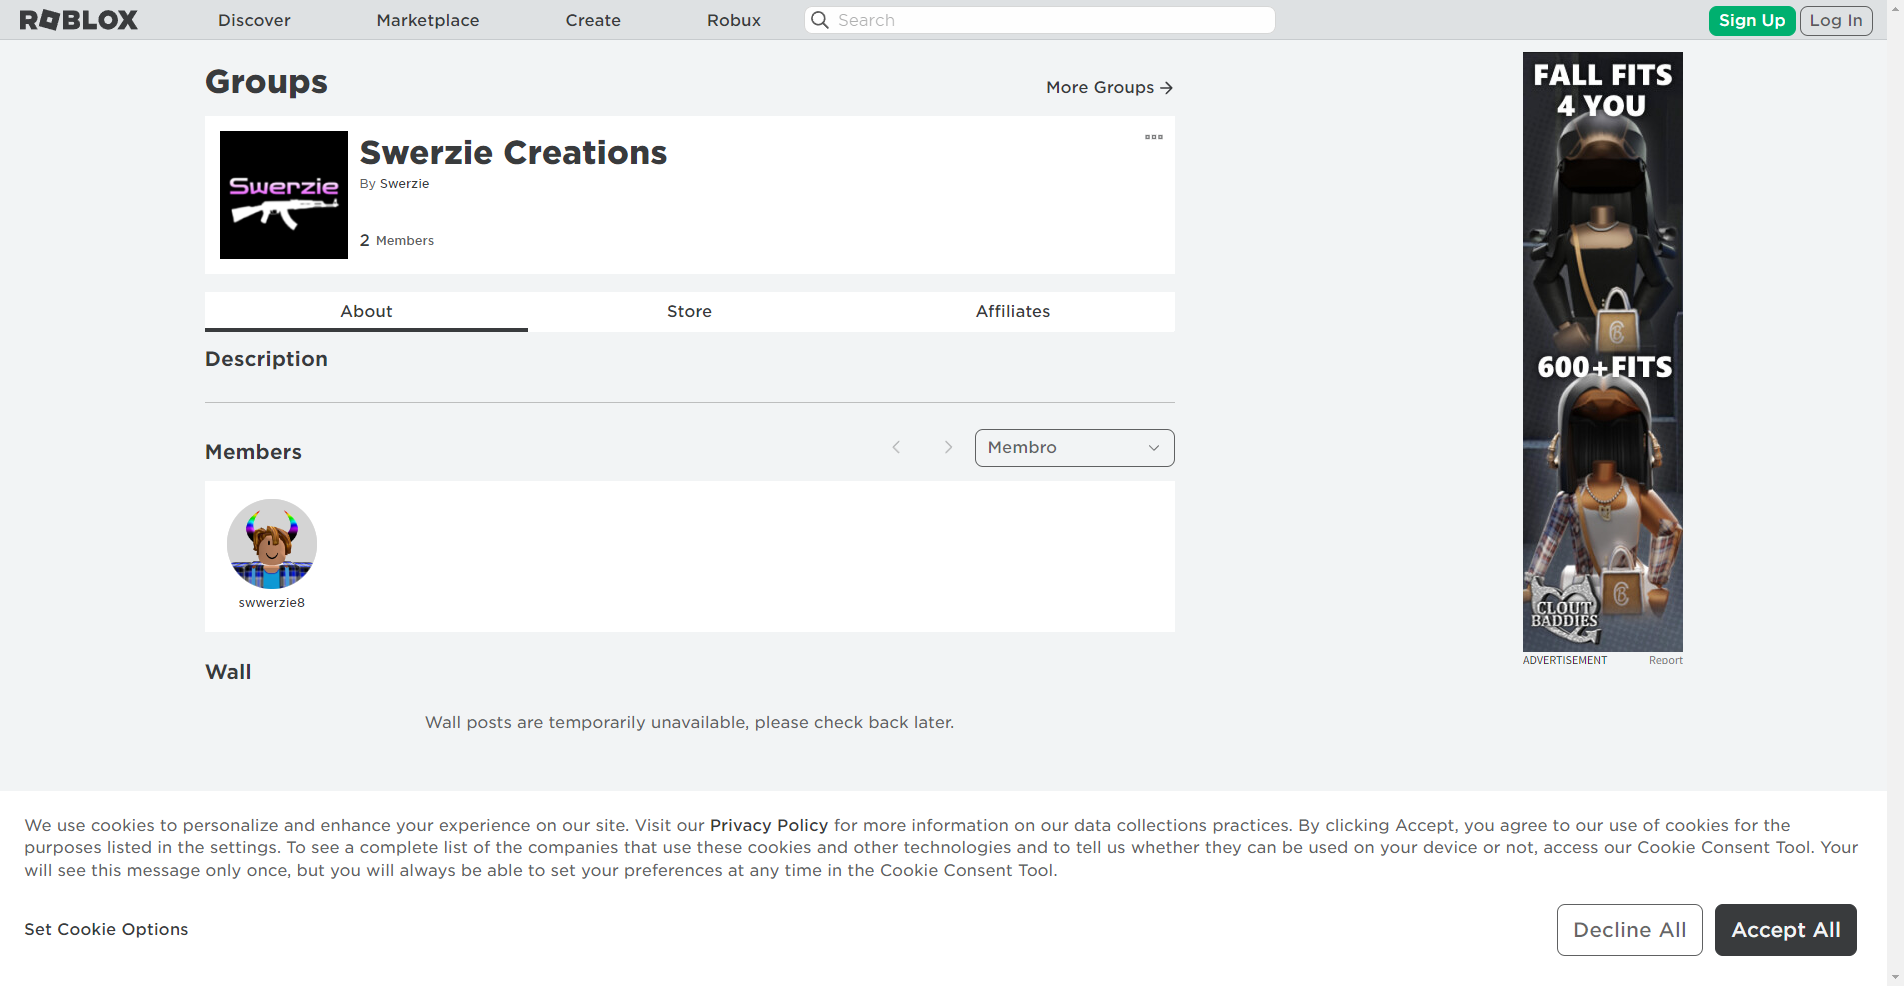 ROBLOX
Discover
Marketplace
Create
Robux
Search
Sign Up
Log In
Groups
More Groups
Swerzie
Swerzie Creations
By Swerzie
2 Members
About
Store
Affiliates
Description
Members
Membro
swwerzie8
Wall
Wall posts are temporarily unavailable, please check back later.
FALL FITS
4 YOU
600+FITS
CLOUT
BADDIES
ADVERTISEMENT
Report
We use cookies to personalize and enhance your experience on our site. Visit our Privacy Policy for more information on our data collections practices. By clicking Accept, you agree to our use of cookies for the
purposes listed in the settings. To see a complete list of the companies that use these cookies and other technologies and to tell us whether they can be used on your device or not, access our Cookie Consent Tool. Your
will see this message only once, but you will always be able to set your preferences at any time in the Cookie Consent Tool.
Set Cookie Options
Decline All
Accept All